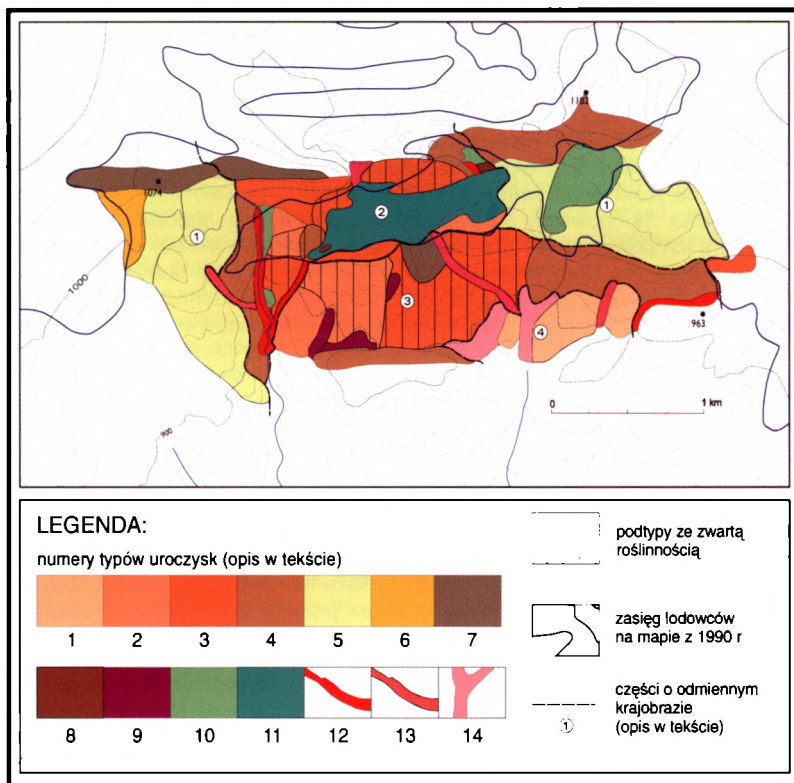 1182
1074
1
2
1
1000
3
4
963
0
1 km
900
LEGENDA:
numery typów uroczysk (opis w tekście)
1 2 3 4 5 6 7
8 9 10 11 12 13 14
podtypy ze zwartą
roślinnością
zasięg lodowców
na mapie z 1990 r
części o odmiennym
krajobrazie
1 (opis w tekście)